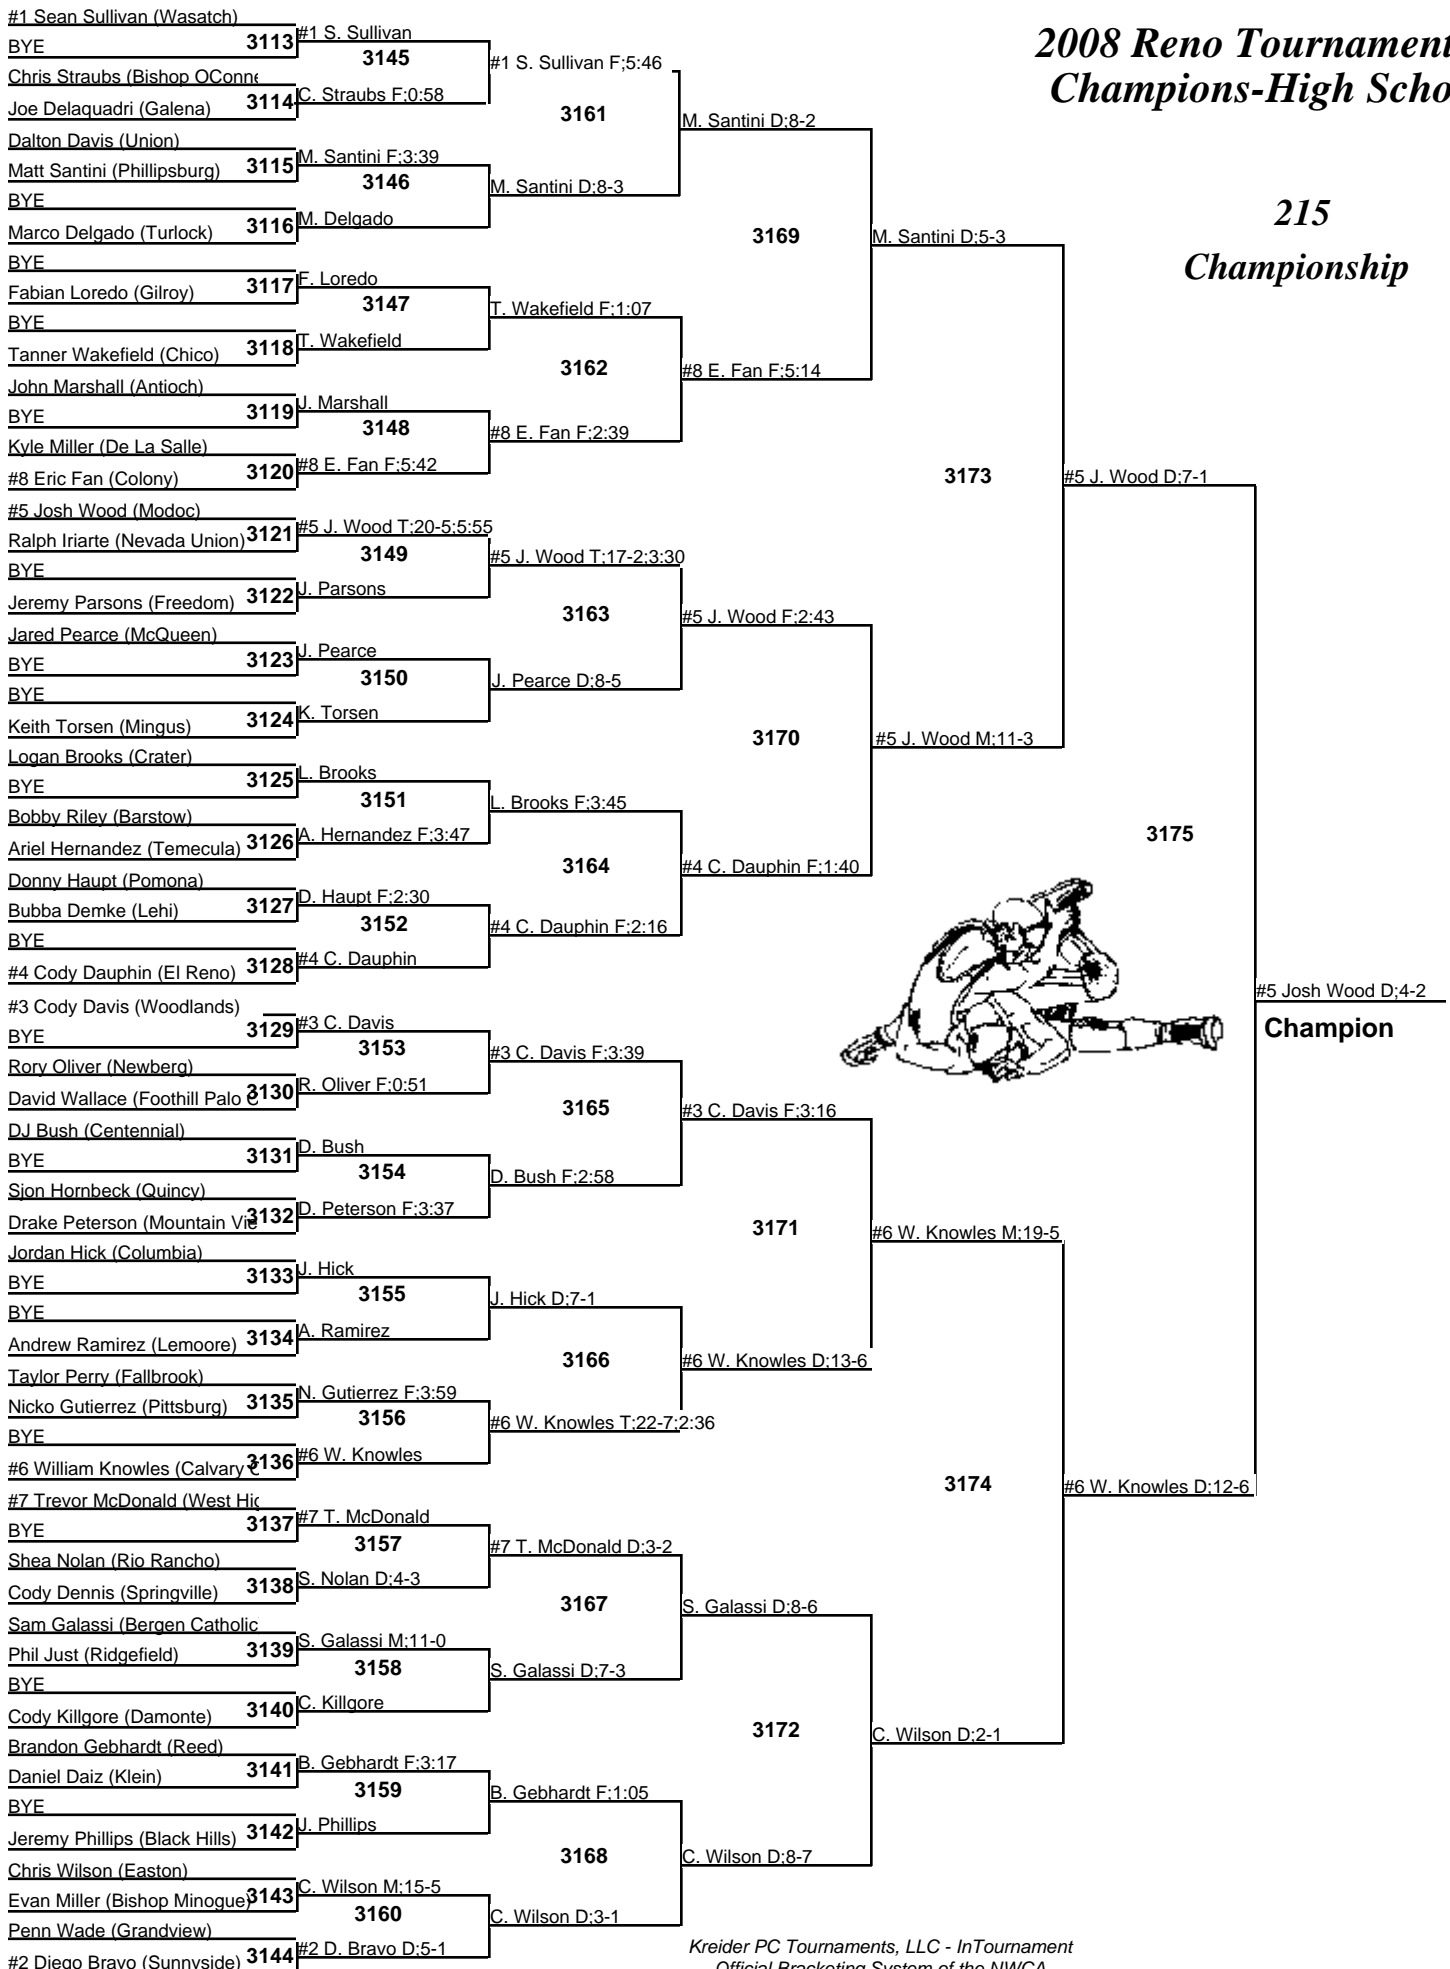 2008 Reno Tournament
Champions-High Scho
215
Championship
#1 Sean Sullivan (Wasatch)
BYE
3113
Chris Straubs (Bishop OConne
Joe Delaquadri (Galena)
3114
Dalton Davis (Union)
Matt Santini (Phillipsburg)
3115
BYE
Marco Delgado (Turlock)
3116
BYE
Fabian Loredo (Gilroy)
3117
BYE
Tanner Wakefield (Chico)
3118
John Marshall (Antioch)
BYE
3119
Kyle Miller (De La Salle)
#8 Eric Fan (Colony)
3120
#5 Josh Wood (Modoc)
Ralph Iriarte (Nevada Union)
3121
BYE
Jeremy Parsons (Freedom)
3122
Jared Pearce (McQueen)
BYE
3123
BYE
Keith Torsen (Mingus)
3124
Logan Brooks (Crater)
BYE
3125
Bobby Riley (Barstow)
Ariel Hernandez (Temecula)
3126
Donny Haupt (Pomona)
Bubba Demke (Lehi)
3127
BYE
#4 Cody Dauphin (El Reno)
3128
#3 Cody Davis (Woodlands)
BYE
3129
Rory Oliver (Newberg)
David Wallace (Foothill Palo C
3130
DJ Bush (Centennial)
BYE
3131
Sjon Hornbeck (Quincy)
Drake Peterson (Mountain Vie
3132
Jordan Hick (Columbia)
BYE
3133
BYE
Andrew Ramirez (Lemoore)
3134
Taylor Perry (Fallbrook)
Nicko Gutierrez (Pittsburg)
3135
BYE
#6 William Knowles (Calvary C
3136
#7 Trevor McDonald (West Hig
BYE
3137
Shea Nolan (Rio Rancho)
Cody Dennis (Springville)
3138
Sam Galassi (Bergen Catholic
Phil Just (Ridgefield)
3139
BYE
Cody Killgore (Damonte)
3140
Brandon Gebhardt (Reed)
Daniel Daiz (Klein)
3141
BYE
Jeremy Phillips (Black Hills)
3142
Chris Wilson (Easton)
Evan Miller (Bishop Minogue)
3143
Penn Wade (Grandview)
#2 Diego Bravo (Sunnyside)
3144
#1 S. Sullivan
3145
C. Straubs F;0:58
M. Santini F;3:39
3146
M. Delgado
F. Loredo
3147
T. Wakefield
J. Marshall
3148
#8 E. Fan F;5:42
#5 J. Wood T;20-5;5:55
3149
J. Parsons
J. Pearce
3150
K. Torsen
L. Brooks
3151
A. Hernandez F;3:47
D. Haupt F;2:30
3152
#4 C. Dauphin
#3 C. Davis
3153
R. Oliver F;0:51
D. Bush
3154
D. Peterson F;3:37
J. Hick
3155
A. Ramirez
N. Gutierrez F;3:59
3156
#6 W. Knowles
#7 T. McDonald
3157
S. Nolan D;4-3
S. Galassi M;11-0
3158
C. Killgore
B. Gebhardt F;3:17
3159
J. Phillips
C. Wilson M;15-5
3160
#2 D. Bravo D;5-1
#1 S. Sullivan F;5:46
3161
M. Santini D;8-3
T. Wakefield F;1:07
3162
#8 E. Fan F;2:39
#5 J. Wood T;17-2;3:30
3163
J. Pearce D;8-5
L. Brooks F;3:45
3164
#4 C. Dauphin F;2:16
#3 C. Davis F;3:39
3165
D. Bush F;2:58
J. Hick D;7-1
3166
#6 W. Knowles T;22-7;2:36
#7 T. McDonald D;3-2
3167
S. Galassi D;7-3
B. Gebhardt F;1:05
3168
C. Wilson D;3-1
M. Santini D;8-2
3169
#8 E. Fan F;5:14
#5 J. Wood F;2:43
3170
#4 C. Dauphin F;1:40
#3 C. Davis F;3:16
3171
#6 W. Knowles D;13-6
S. Galassi D;8-6
3172
C. Wilson D;8-7
M. Santini D;5-3
3173
#5 J. Wood M;11-3
#6 W. Knowles M;19-5
3174
C. Wilson D;2-1
#5 J. Wood D;7-1
3175
#6 W. Knowles D;12-6
#5 Josh Wood D;4-2
Champion
Kreider PC Tournaments, LLC - InTournament
Official Bracketing System of the NWCA